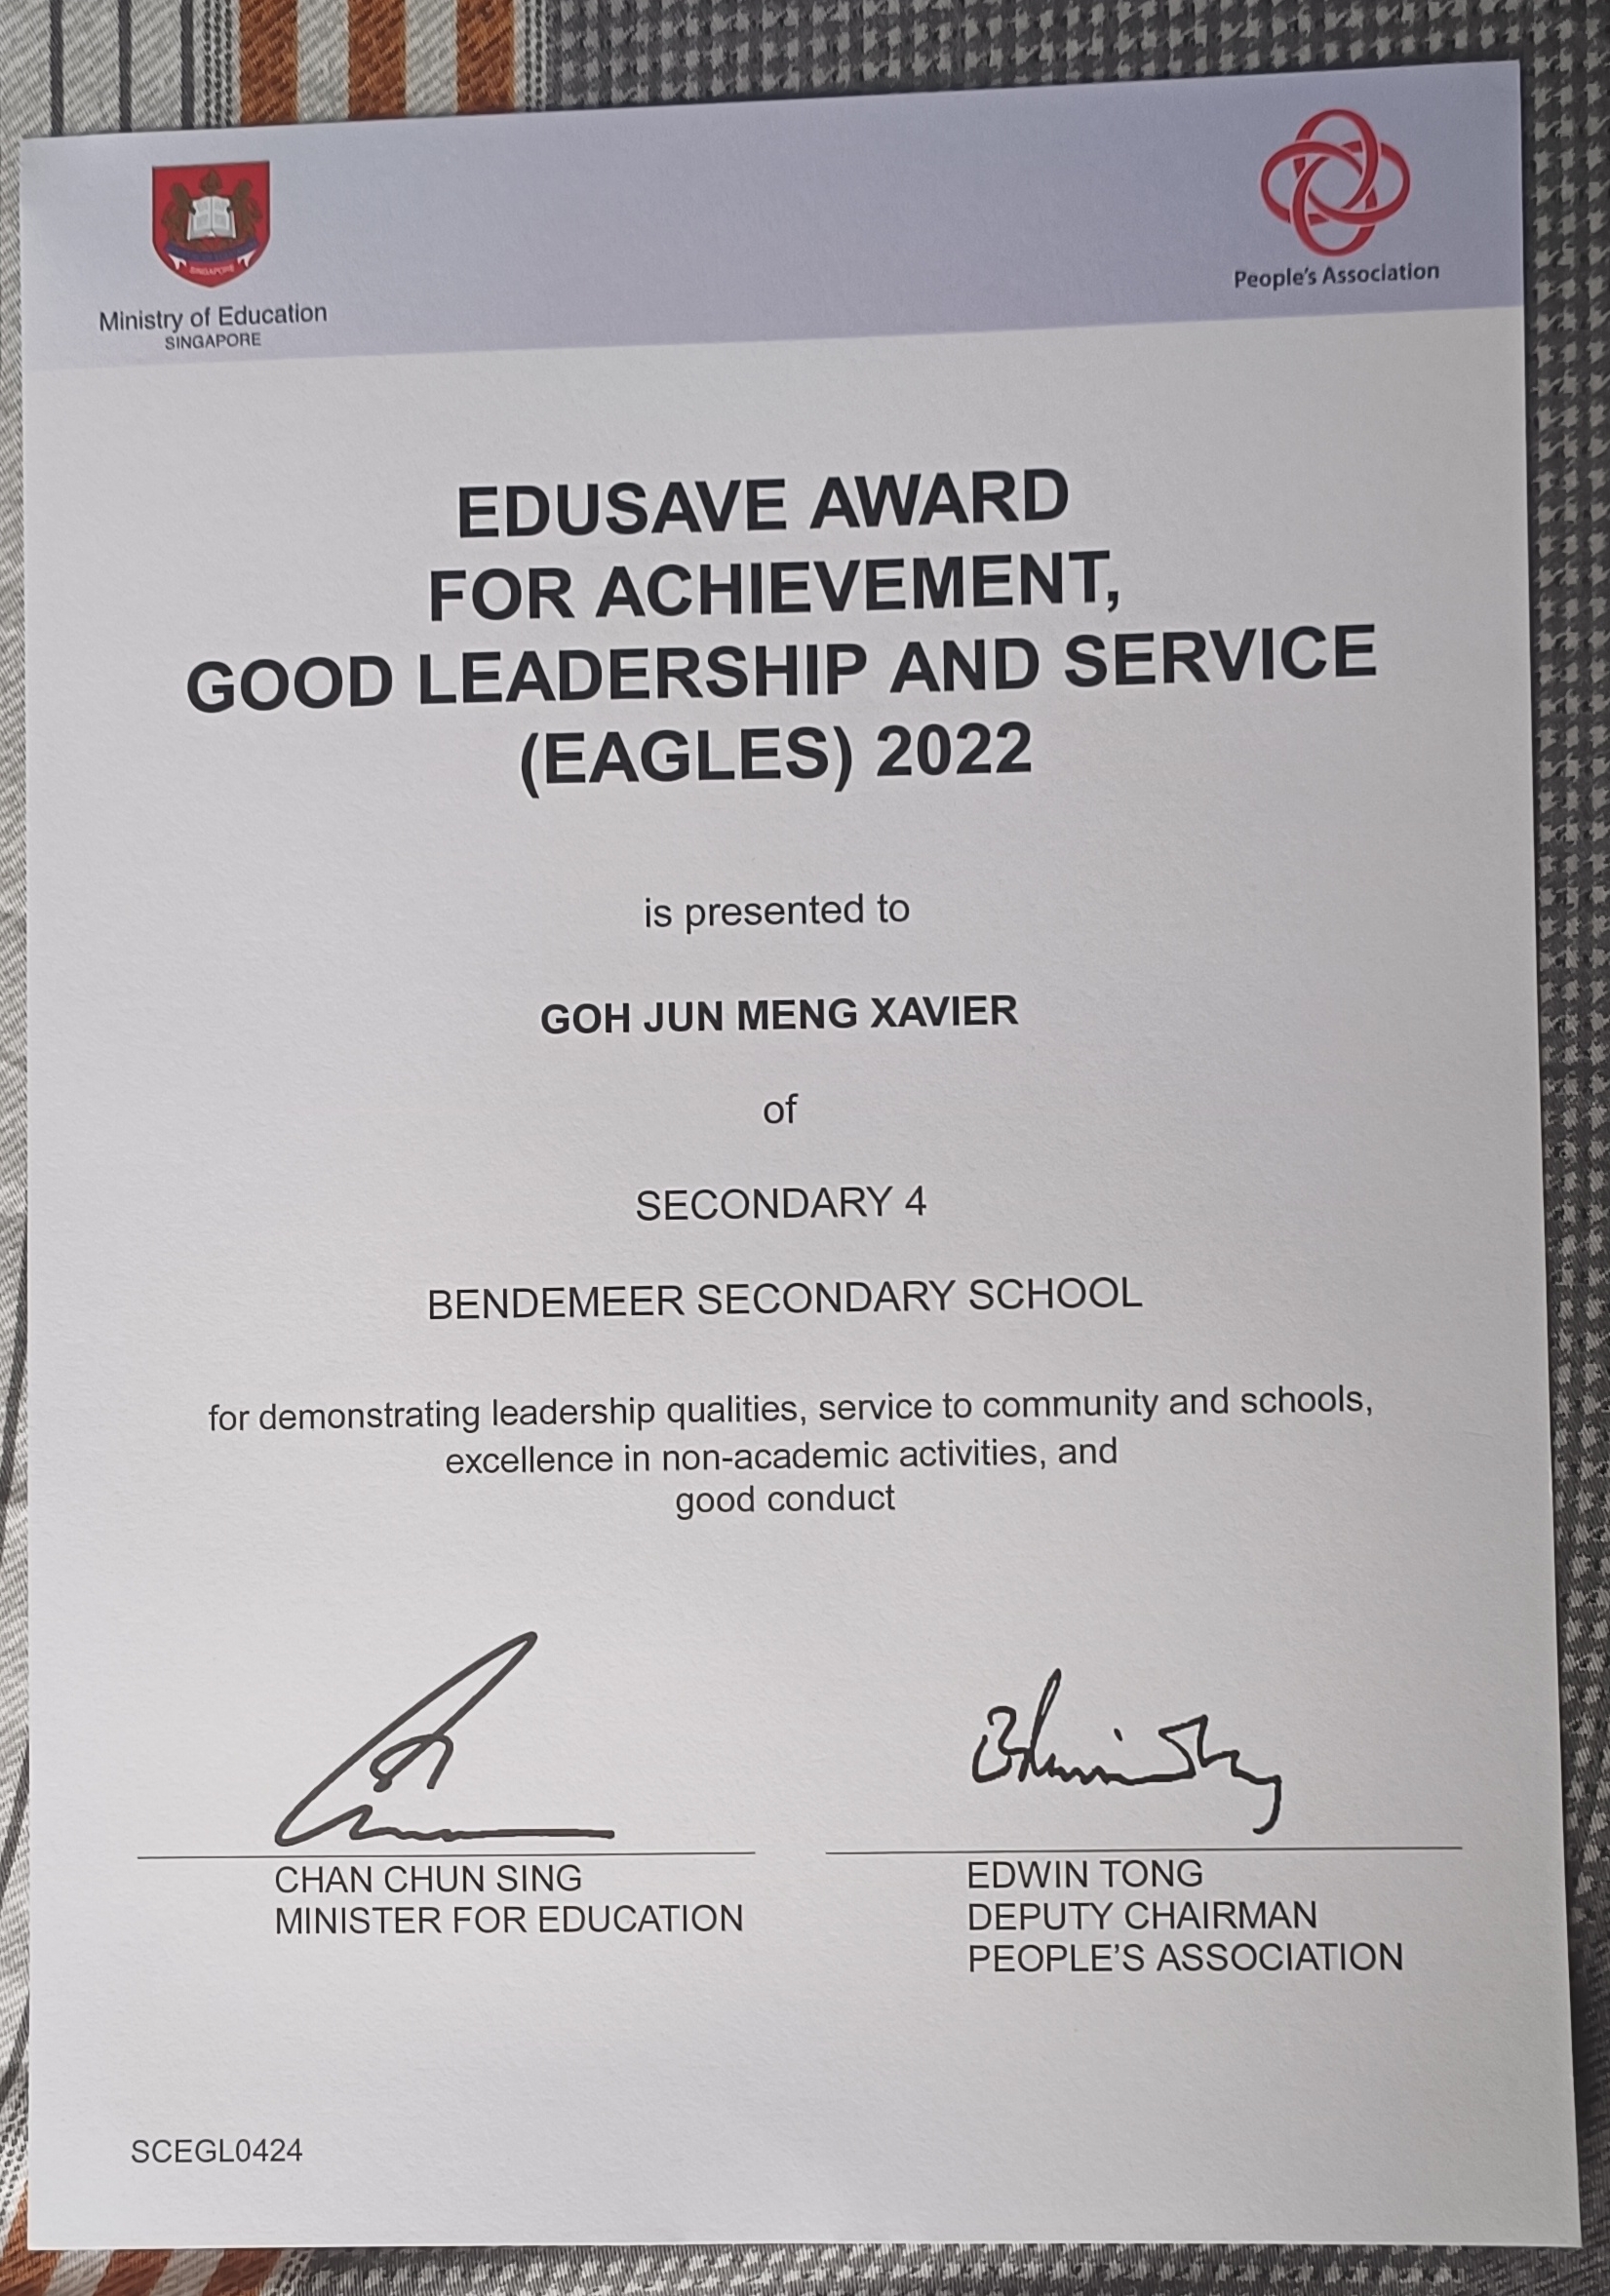 SINGAPORE
Ministry of Education
SINGAPORE
People's Association
EDUSAVE AWARD
FOR ACHIEVEMENT,
GOOD LEADERSHIP AND SERVICE
(EAGLES) 2022
is presented to
GOH JUN MENG XAVIER
of
SECONDARY 4
BENDEMEER SECONDARY SCHOOL
for demonstrating leadership qualities, service to community and schools,
excellence in non-academic activities, and
good conduct
CHAN CHUN SING
MINISTER FOR EDUCATION
EDWIN TONG
DEPUTY CHAIRMAN
PEOPLE'S ASSOCIATION
SCEGL0424